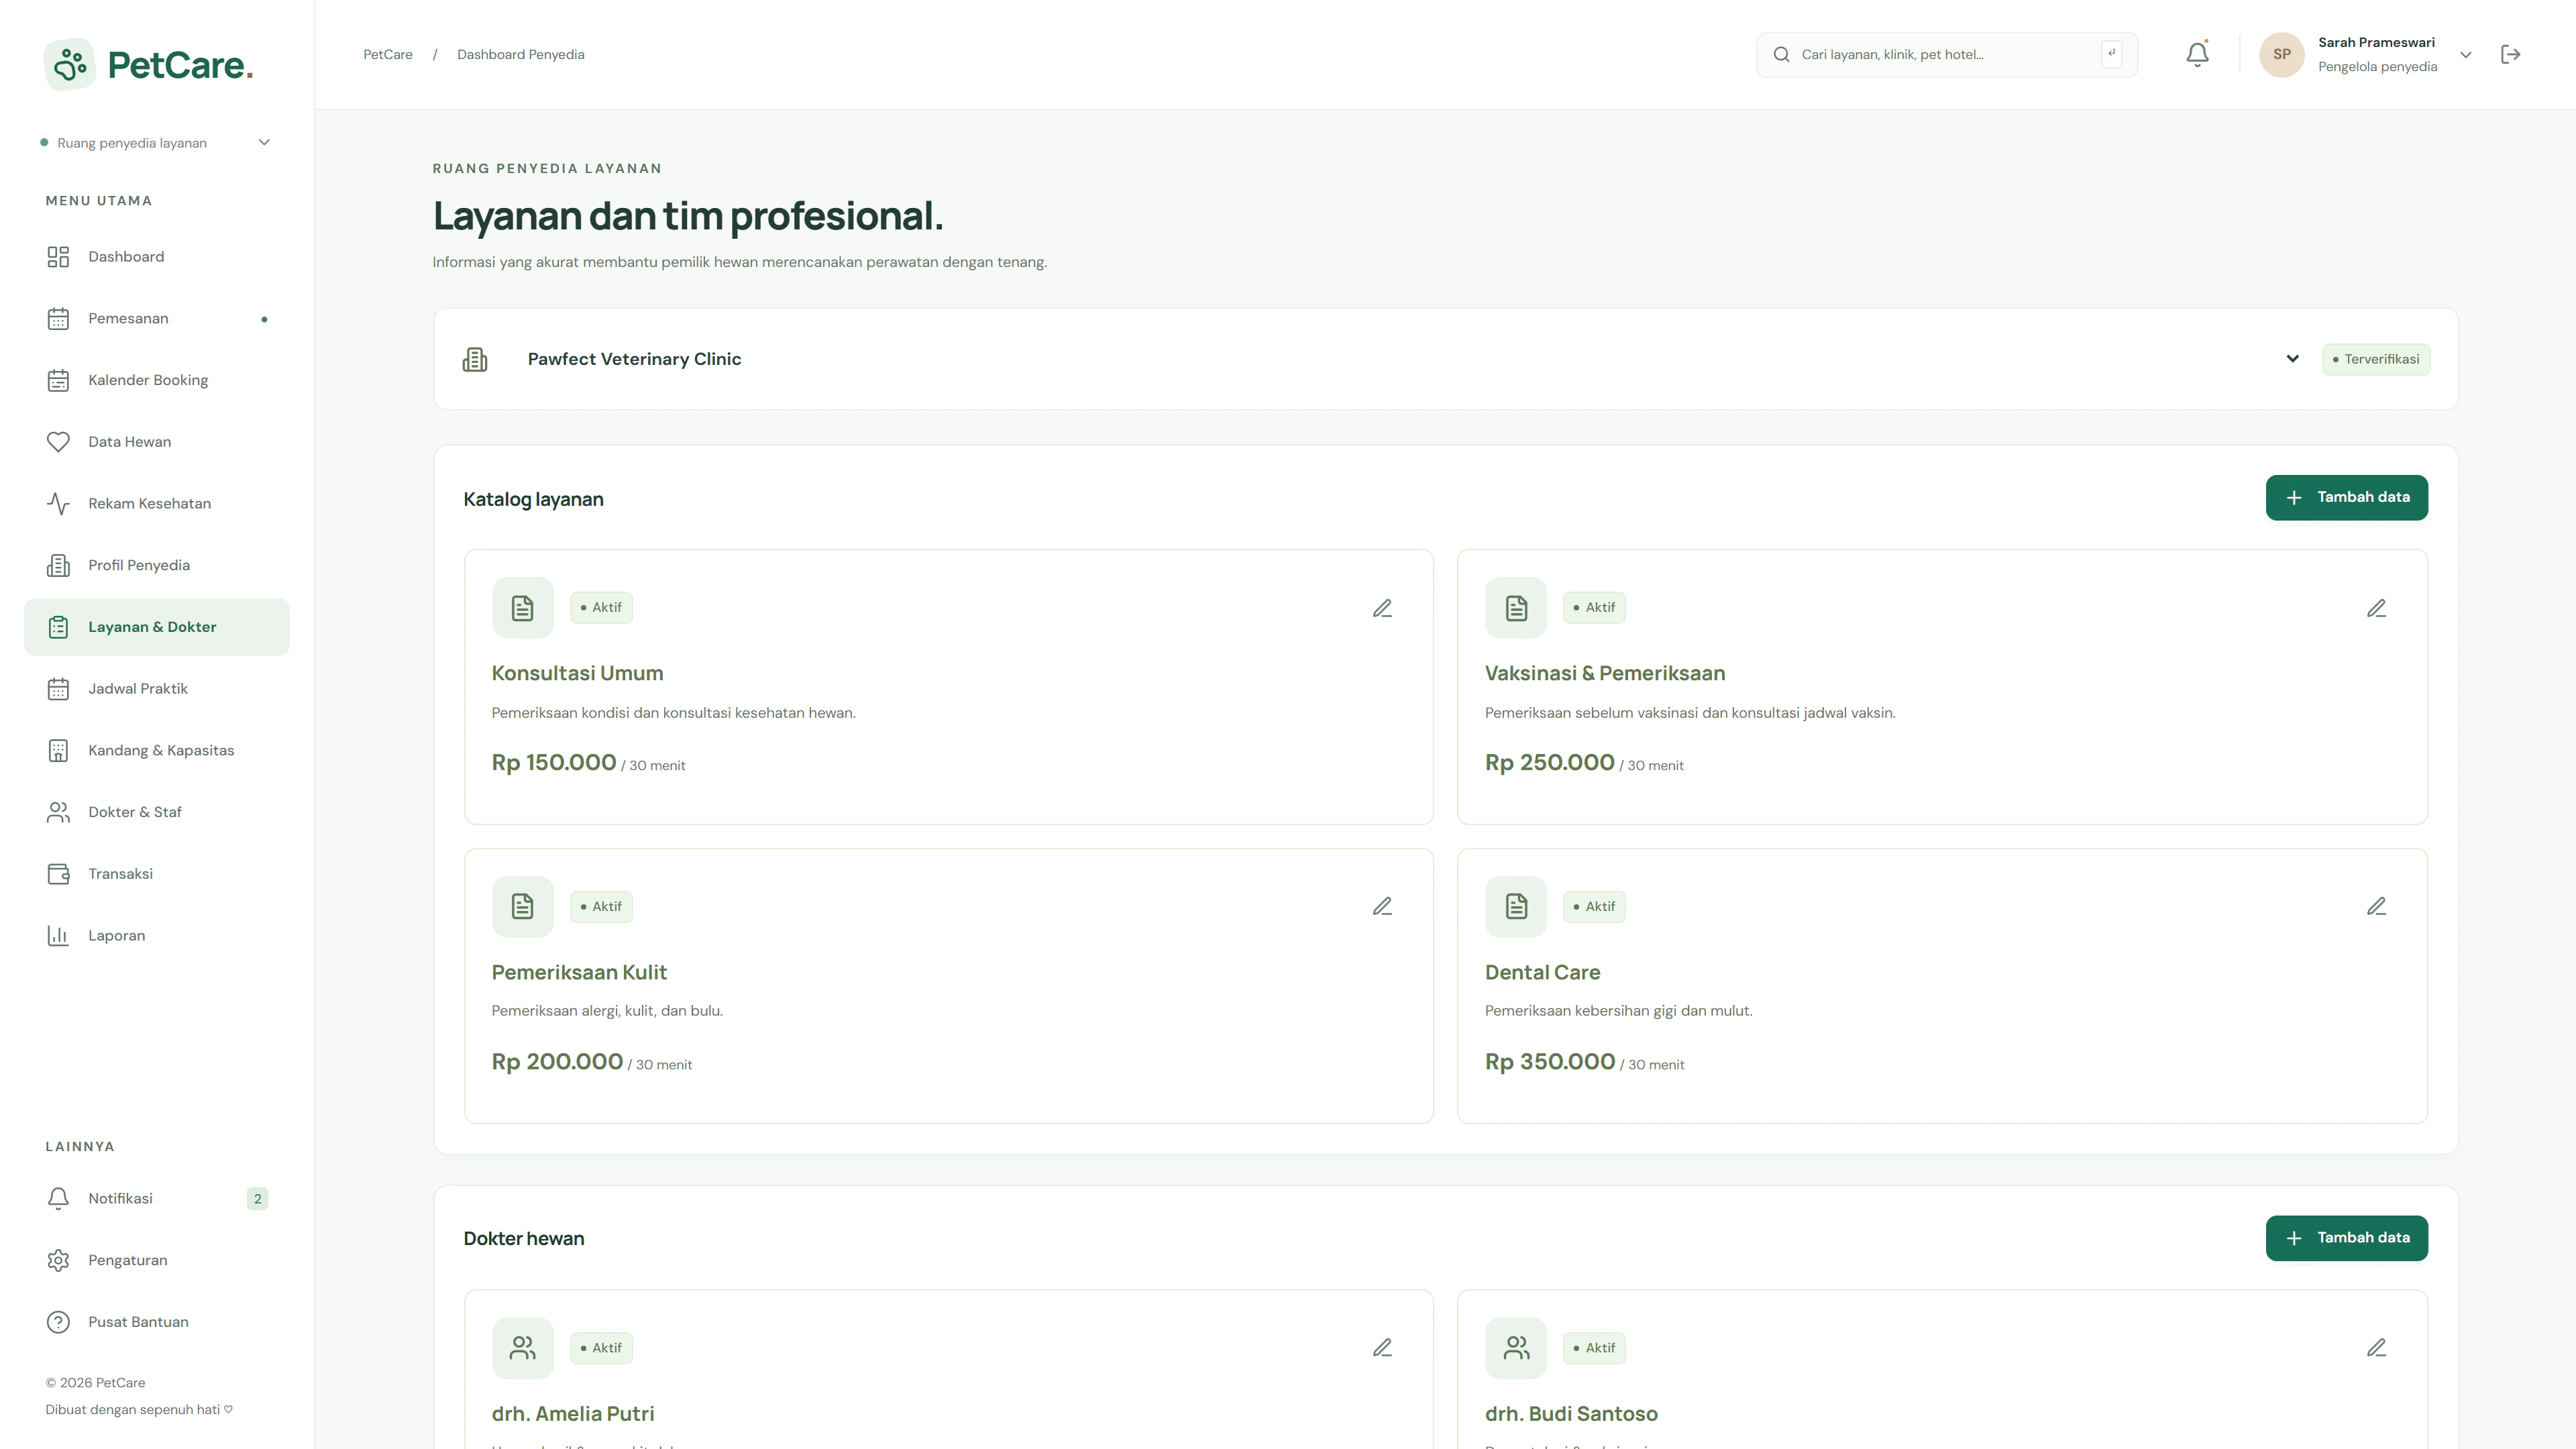 PetCare.
Ruang penyedia layanan
MENU UTAMA
Dashboard
Pemesanan
Kalender Booking
Data Hewan
Rekam Kesehatan
Profil Penyedia
Layanan & Dokter
Jadwal Praktik
Kandang & Kapasitas
Dokter & Staf
Transaksi
Laporan
LAINNYA
Notifikasi 2
Pengaturan
Pusat Bantuan
© 2026 PetCare
Dibuat dengan sepenuh hati ♡
PetCare / Dashboard Penyedia
Cari layanan, klinik, pet hotel...
SP
Sarah Prameswari
Pengelola penyedia
RUANG PENYEDIA LAYANAN
Layanan dan tim profesional.
Informasi yang akurat membantu pemilik hewan merencanakan perawatan dengan tenang.
Pawfect Veterinary Clinic
Terverifikasi
Katalog layanan
Tambah data
Aktif
Konsultasi Umum
Pemeriksaan kondisi dan konsultasi kesehatan hewan.
Rp 150.000 / 30 menit
Aktif
Vaksinasi & Pemeriksaan
Pemeriksaan sebelum vaksinasi dan konsultasi jadwal vaksin.
Rp 250.000 / 30 menit
Aktif
Pemeriksaan Kulit
Pemeriksaan alergi, kulit, dan bulu.
Rp 200.000 / 30 menit
Aktif
Dental Care
Pemeriksaan kebersihan gigi dan mulut.
Rp 350.000 / 30 menit
Dokter hewan
Tambah data
Aktif
drh. Amelia Putri
Aktif
drh. Budi Santoso